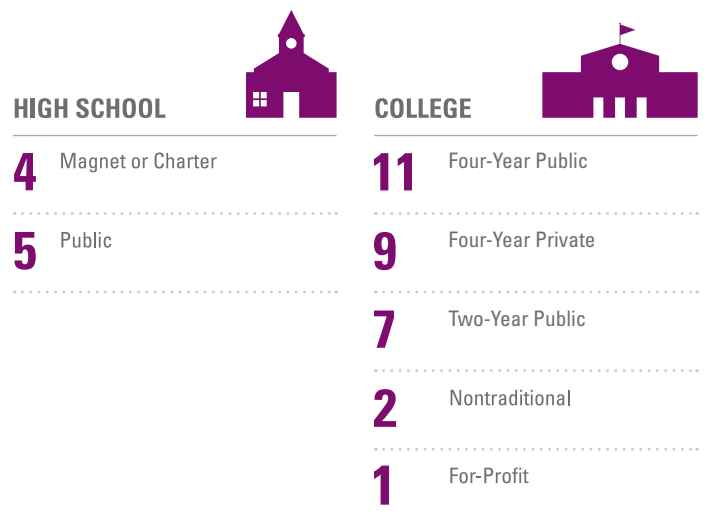 HIGH SCHOOL
4 Magnet or Charter
5 Public
COLLEGE
11 Four-Year Public
9 Four-Year Private
7 Two-Year Public
2 Nontraditional
1 For-Profit